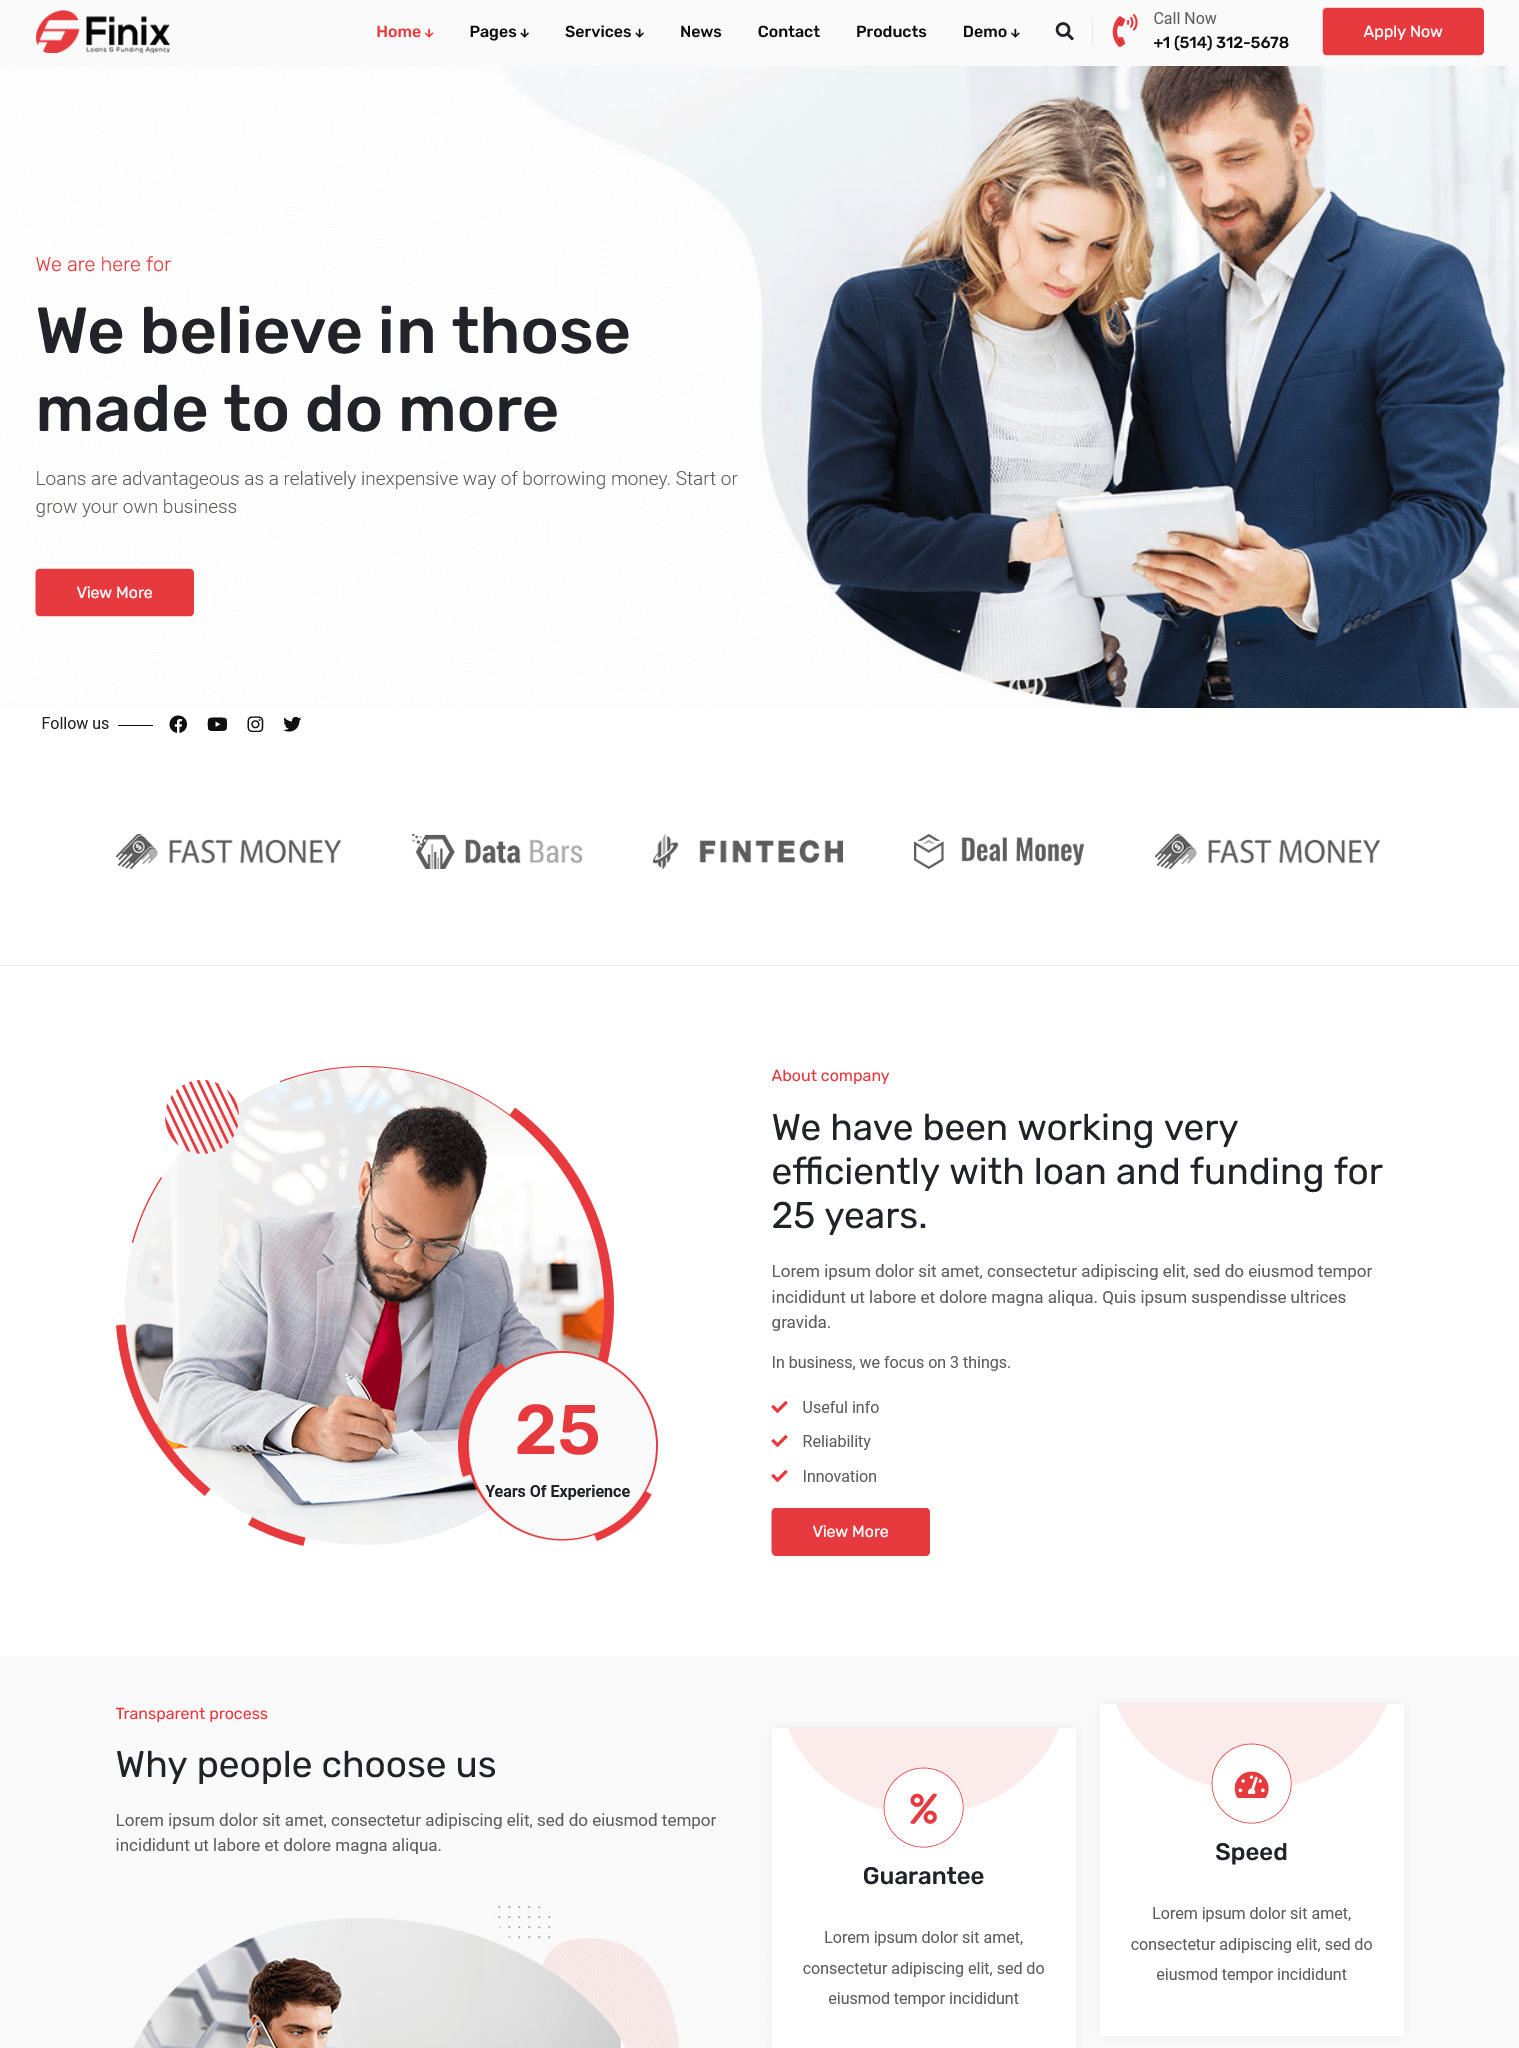 Finix
Loans & Funding Agency
Home
Pages
Services
News
Contact
Products
Demo
Call Now
+1 (514) 312-5678
Apply Now
We are here for
We believe in those
made to do more
Loans are advantageous as a relatively inexpensive way of borrowing money. Start or
grow your own business
View More
Follow us
FAST MONEY
Data Bars
FINTECH
Deal Money
FAST MONEY
About company
We have been working very
efficiently with loan and funding for
25 years.
Lorem ipsum dolor sit amet, consectetur adipiscing elit, sed do eiusmod tempor
incididunt ut labore et dolore magna aliqua. Quis ipsum suspendisse ultrices
gravida.
In business, we focus on 3 things.
Useful info
Reliability
Innovation
View More
25
Years Of Experience
Transparent process
Why people choose us
Lorem ipsum dolor sit amet, consectetur adipiscing elit, sed do eiusmod tempor
incididunt ut labore et dolore magna aliqua.
%
Guarantee
Lorem ipsum dolor sit amet,
consectetur adipiscing elit, sed do
eiusmod tempor incididunt
Speed
Lorem ipsum dolor sit amet,
consectetur adipiscing elit, sed do
eiusmod tempor incididunt